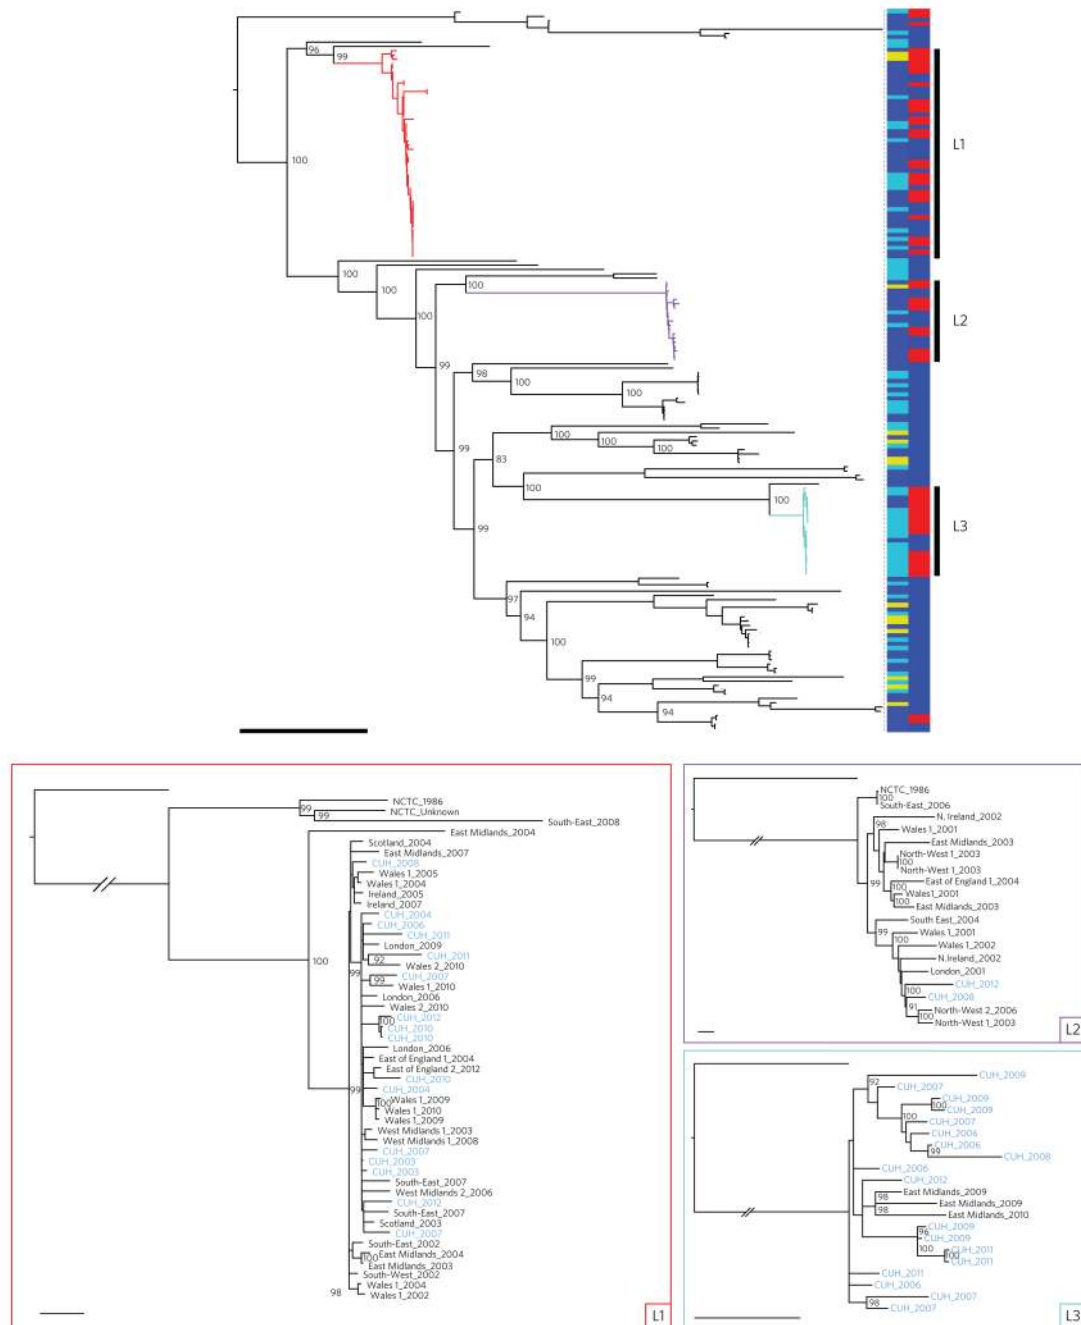 96
99
100
L1
100
100
100
100
L2
99
98
100
100
99
100
100
100
83
100
100
L3
99
97
94
100
99
94
94
NCTC_1986
99
NCTC_Unknown
99
South-East_2008
East Midlands_2004
Scotland_2004
East Midlands_2007
CUH_2008
Wales 1_2005
Wales 1_2004
Ireland_2005
Ireland_2007
CUH_2004
CUH_2006
CUH_2011
London_2009
100
CUH_2011
92
Wales 2_2010
99
CUH_2007
99
Wales 1_2010
London_2006
Wales 2_2010
CUH_2012
100
CUH_2010
CUH_2010
London_2006
East of England 1_2004
East of England 2_2012
CUH_2010
99
CUH_2004
Wales 1_2009
100
Wales 1_2010
Wales 1_2009
West Midlands 1_2003
West Midlands 1_2008
CUH_2007
CUH_2003
CUH_2003
South-East_2007
West Midlands 2_2006
CUH_2012
South-East_2007
Scotland_2003
CUH_2007
South-East_2002
East Midlands_2004
100
East Midlands_2003
South-West_2002
Wales 1_2004
98
Wales 1_2002
L1
NCTC_1986
100
South-East_2006
N. Ireland_2002
98
Wales 1_2001
East Midlands_2003
North-West 1_2003
100
North-West 1_2003
99
East of England 1_2004
100
Wales1_2001
100
East Midlands_2003
South East_2004
99
Wales 1_2001
100
Wales 1_2002
N.Ireland_2002
London_2001
CUH_2012
100
CUH_2008
91
North-West 2_2006
100
North-West 1_2003
L2
CUH_2009
92
CUH_2007
CUH_2009
100
CUH_2009
100
CUH_2007
CUH_2006
CUH_2006
99
CUH_2008
CUH_2006
CUH_2012
East Midlands_2009
98
East Midlands_2009
98
East Midlands_2010
CUH_2009
96
CUH_2009
100
CUH_2011
100
CUH_2011
CUH_2011
CUH_2006
CUH_2007
98
CUH_2007
L3